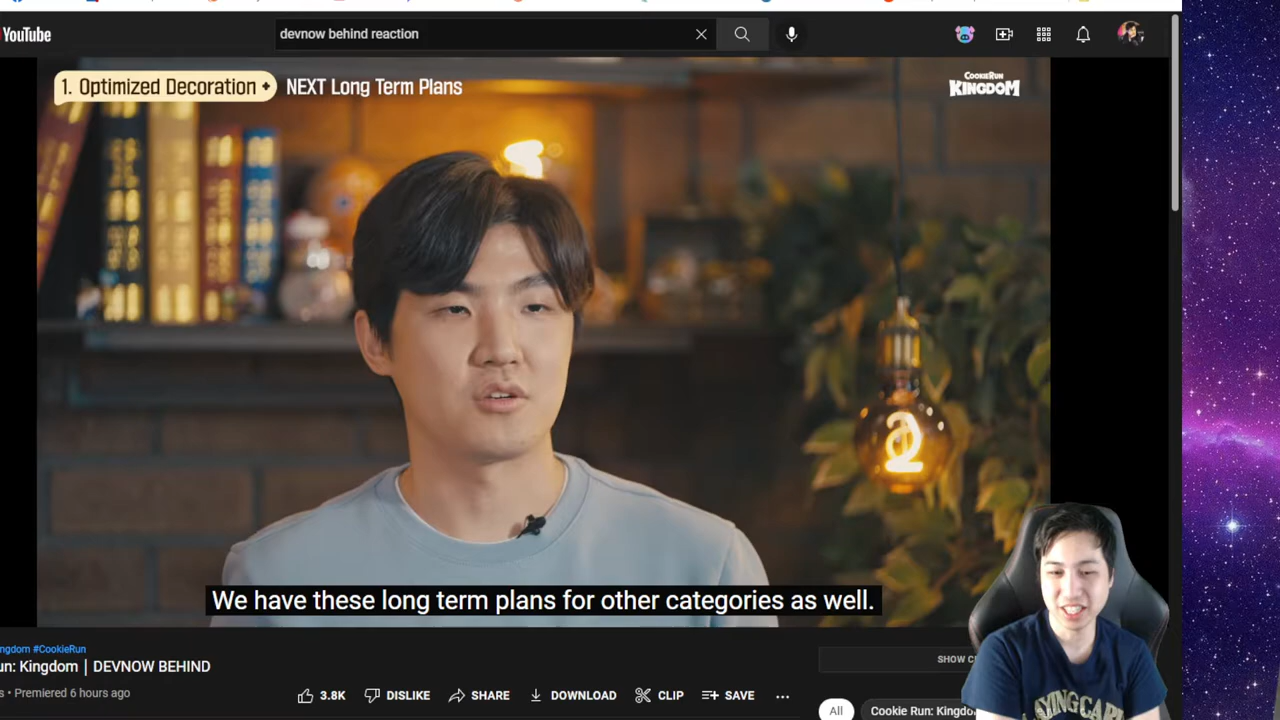 YouTube
devnow behind reaction
1. Optimized Decoration +
NEXT Long Term Plans
COOKIERUN
KINGDOM
We have these long term plans for other categories as well.
ngdom #CookieRun
un: Kingdom | DEVNOW BEHIND
s • Premiered 6 hours ago
3.8K
DISLIKE
SHARE
DOWNLOAD
CLIP
SAVE
SHOW C
All
Cookie Run: Kingdo